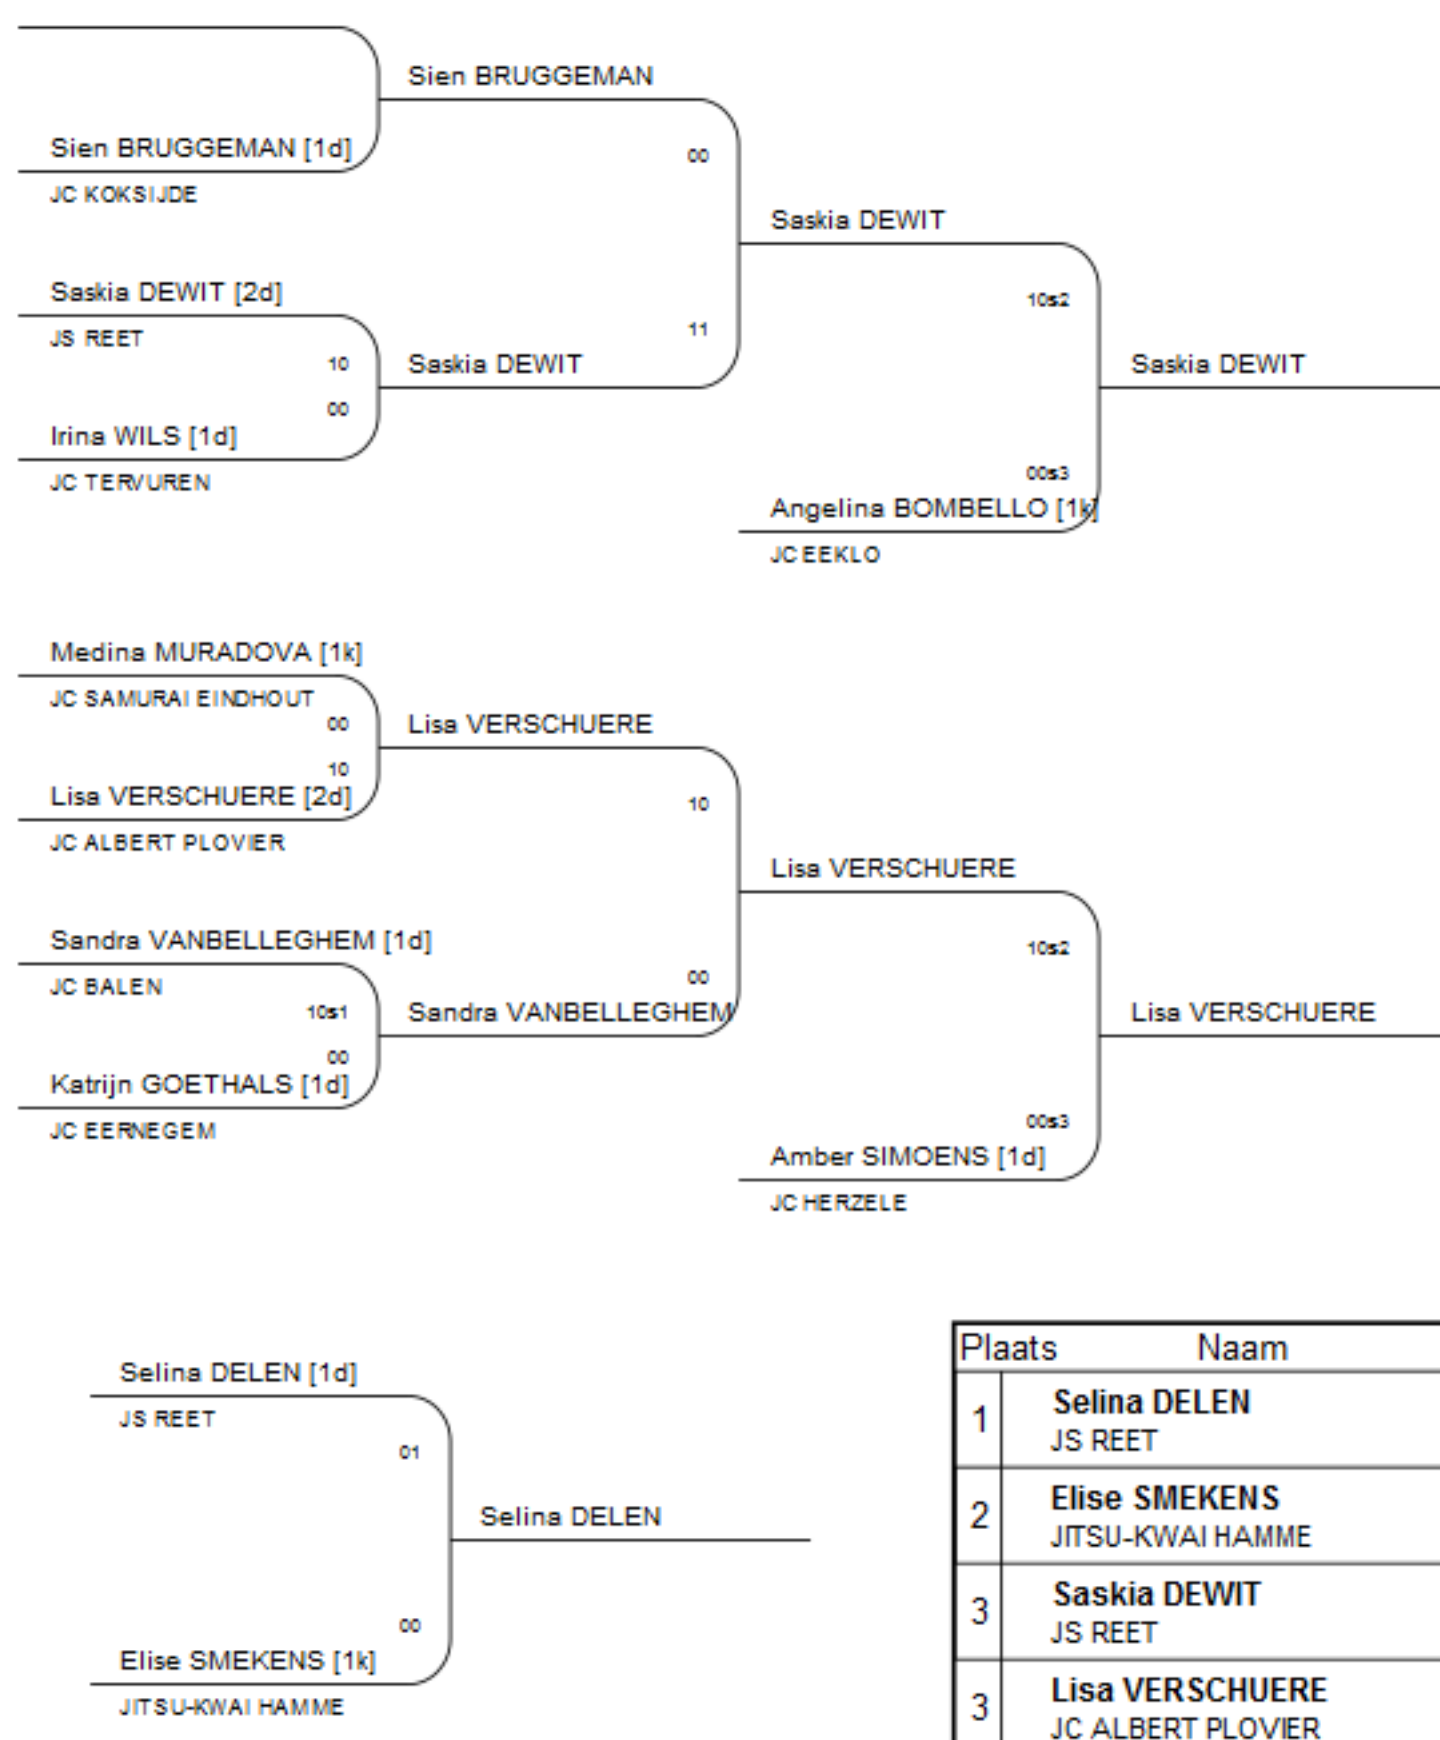 Sien BRUGGEMAN
Sien BRUGGEMAN [1d]
JC KOKSIJDE
00
Saskia DEWIT
Saskia DEWIT [2d]
JS REET
10
00
Irina WILS [1d]
JC TERVUREN
11
Saskia DEWIT
10s2
Saskia DEWIT
00s3
Angelina BOMBELLO [1k]
JC EEKLO
Medina MURADOVA [1k]
JC SAMURAI EINDHOUT
00
10
Lisa VERSCHUERE [2d]
JC ALBERT PLOVIER
Lisa VERSCHUERE
10
Lisa VERSCHUERE
Sandra VANBELLEGHEM [1d]
JC BALEN
10s1
00
Katrijn GOETHALS [1d]
JC EERNEGEM
00
Sandra VANBELLEGHEM
10s2
Lisa VERSCHUERE
00s3
Amber SIMOENS [1d]
JC HERZELE
Selina DELEN [1d]
JS REET
01
Selina DELEN
00
Elise SMEKENS [1k]
JITSU-KWAI HAMME
Plaats Naam
1 Selina DELEN
JS REET
2 Elise SMEKENS
JITSU-KWAI HAMME
3 Saskia DEWIT
JS REET
3 Lisa VERSCHUERE
JC ALBERT PLOVIER